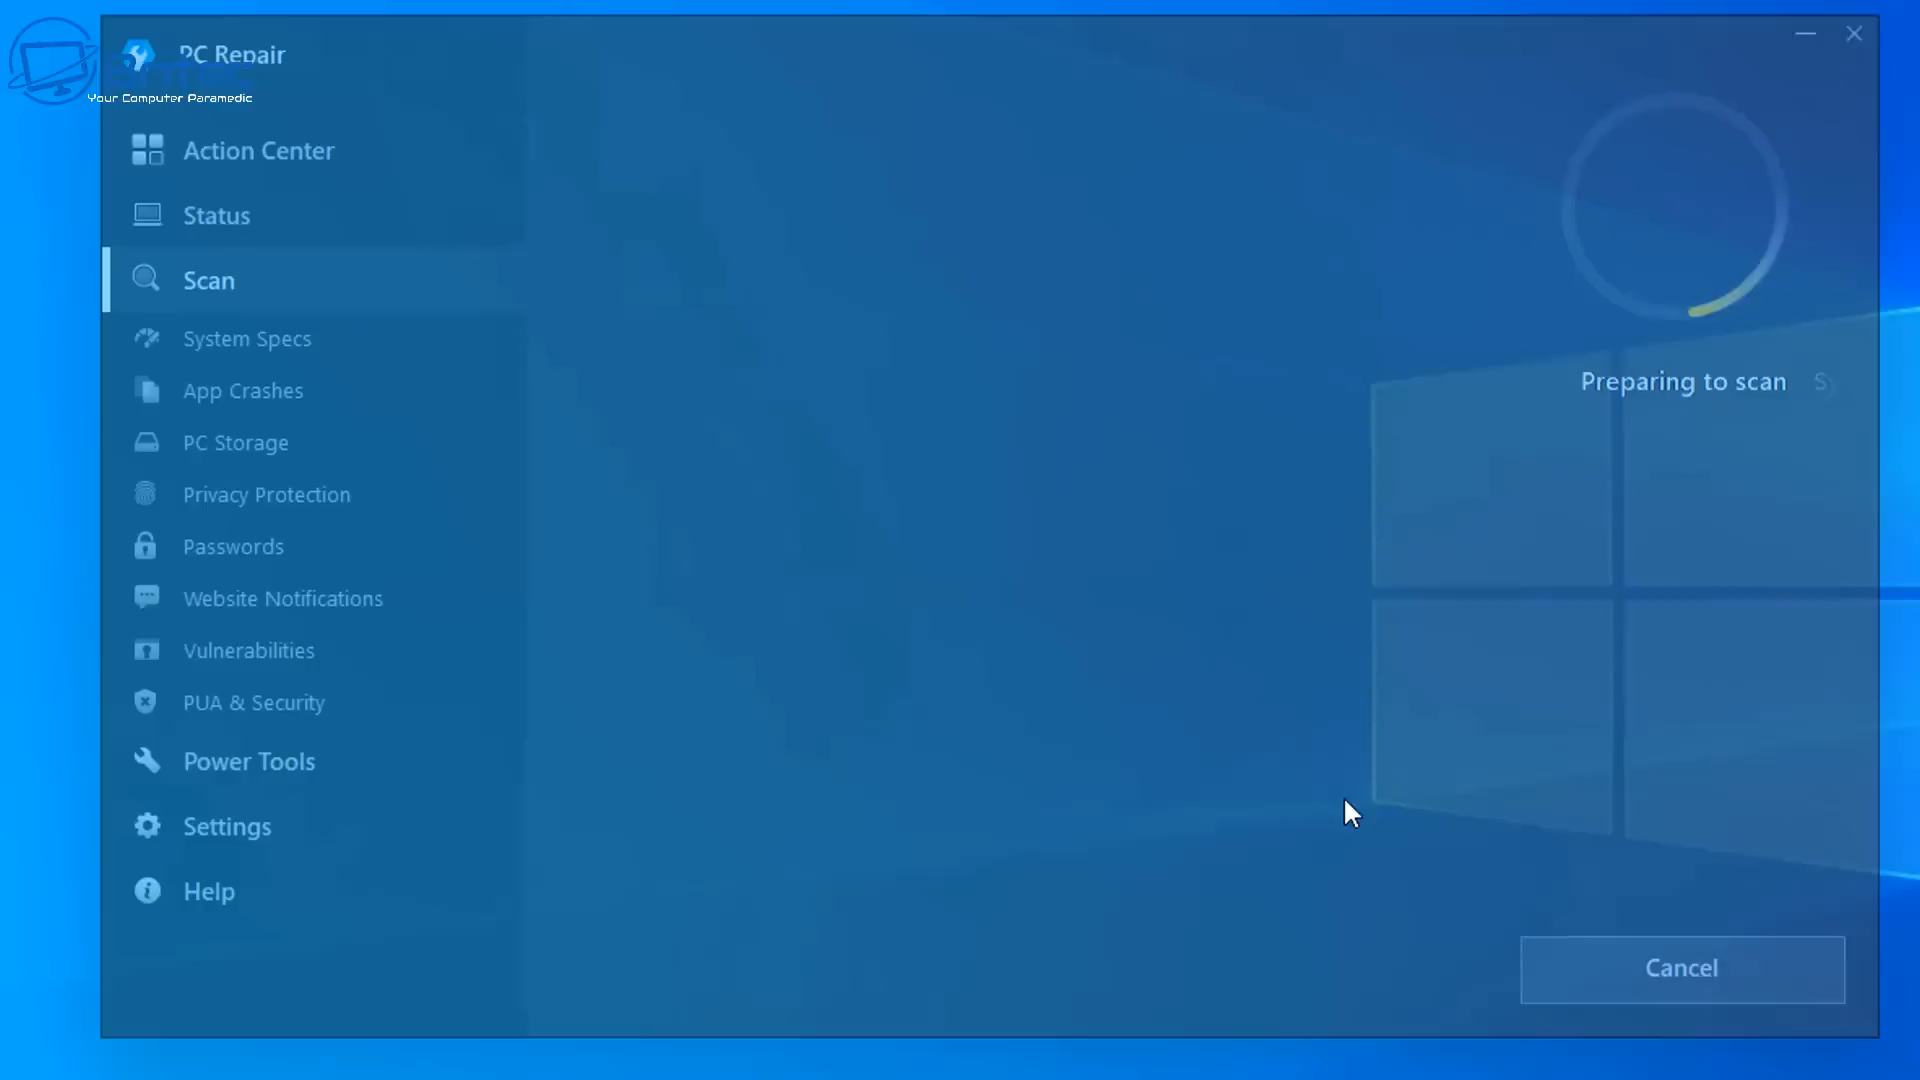 PC Repair
Your Computer Paramedic
Action Center
Status
Scan
System Specs
App Crashes
PC Storage
Privacy Protection
Passwords
Website Notifications
Vulnerabilities
PUA & Security
Power Tools
Settings
Help
Preparing to scan
Cancel